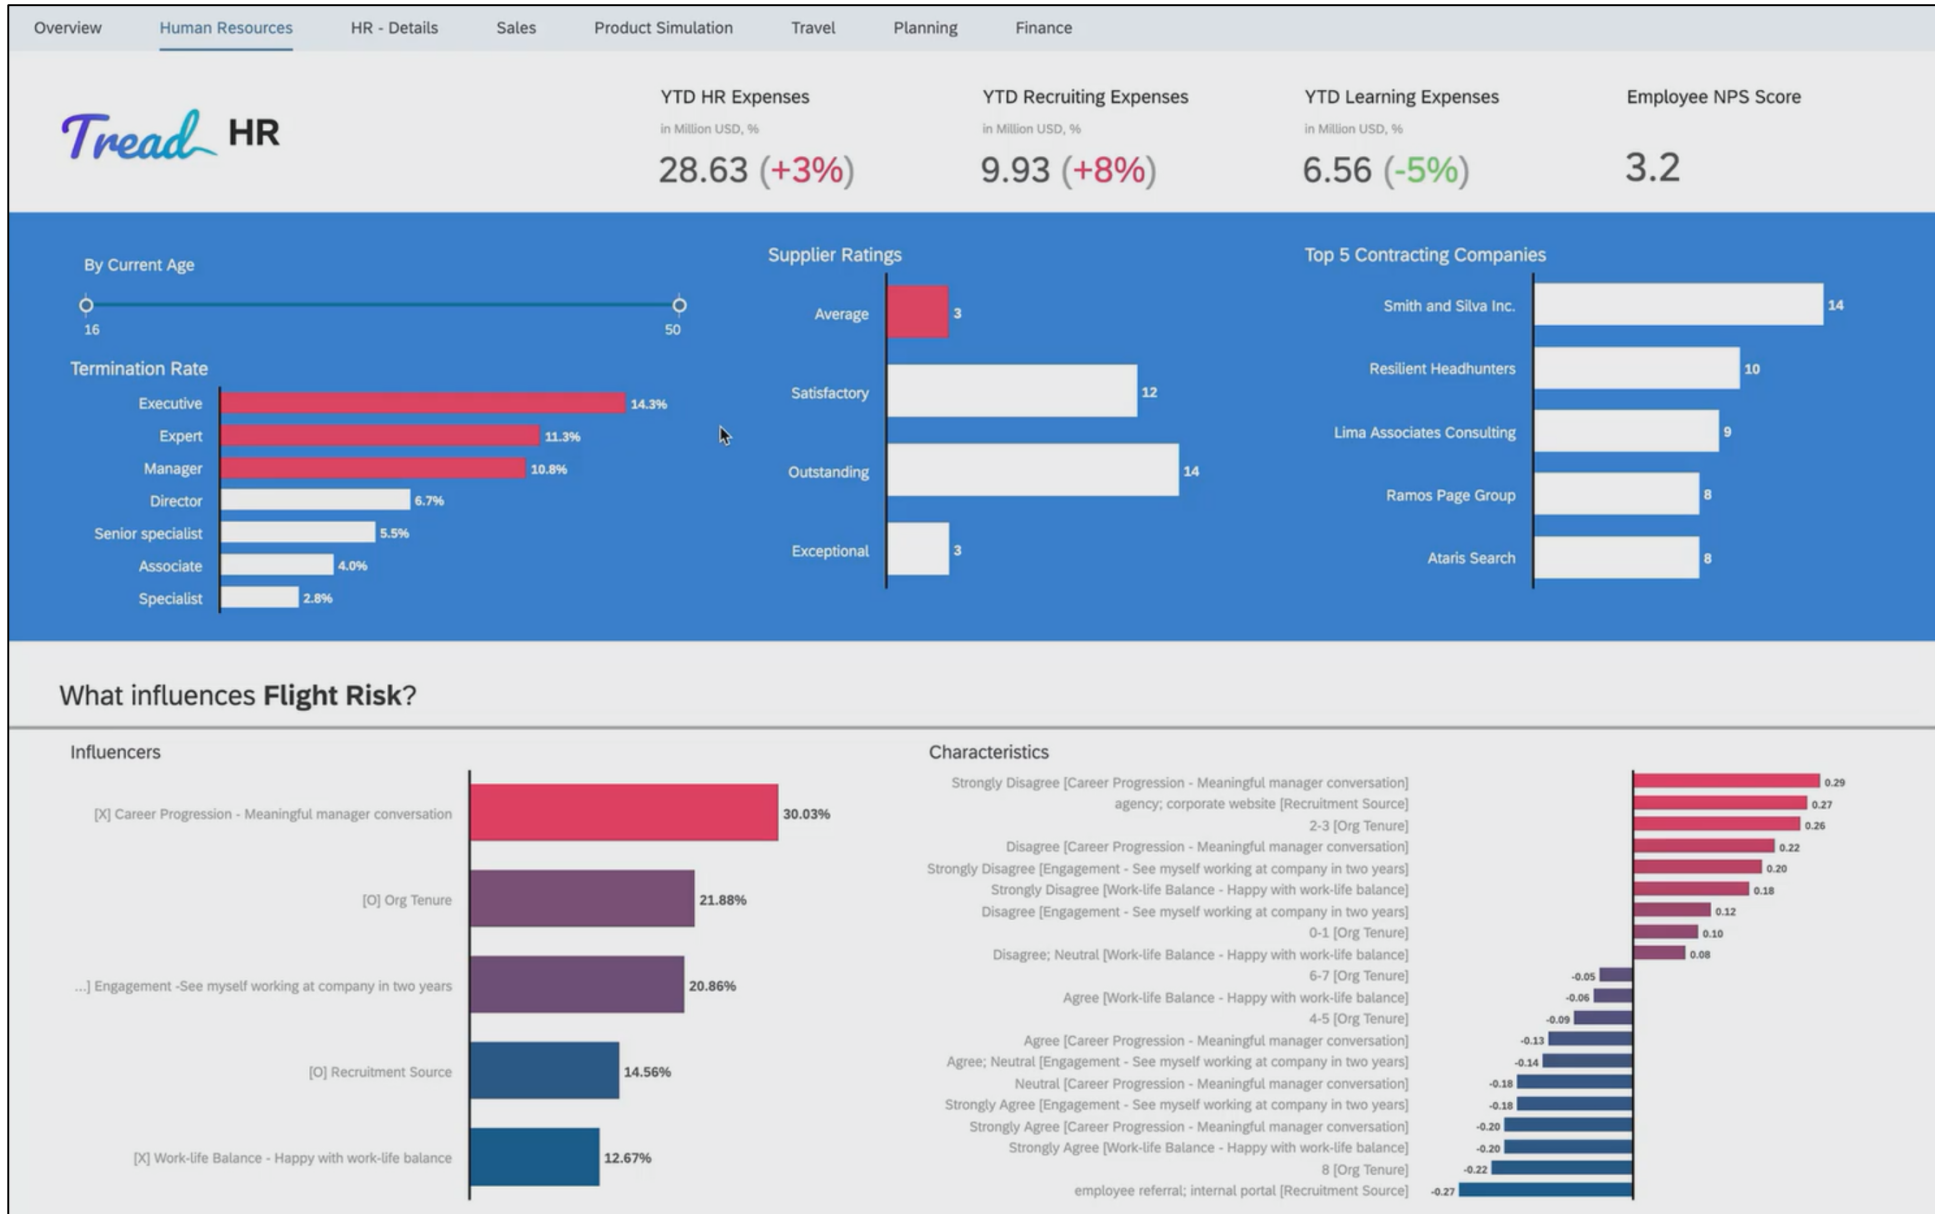 Overview Human Resources HR - Details Sales Product Simulation Travel Planning Finance
Tread HR
YTD HR Expenses
in Million USD, %
28.63 (+3%)
YTD Recruiting Expenses
in Million USD, %
9.93 (+8%)
YTD Learning Expenses
in Million USD, %
6.56 (-5%)
Employee NPS Score
3.2
By Current Age
16 50
Termination Rate
Executive 14.3%
Expert 11.3%
Manager 10.8%
Director 6.7%
Senior specialist 5.5%
Associate 4.0%
Specialist 2.8%
Supplier Ratings
Average 3
Satisfactory 12
Outstanding 14
Exceptional 3
Top 5 Contracting Companies
Smith and Silva Inc. 14
Resilient Headhunters 10
Lima Associates Consulting 9
Ramos Page Group 8
Ataris Search 8
What influences Flight Risk?
Influencers
[X] Career Progression - Meaningful manager conversation 30.03%
[O] Org Tenure 21.88%
...] Engagement -See myself working at company in two years 20.86%
[O] Recruitment Source 14.56%
[X] Work-life Balance - Happy with work-life balance 12.67%
Characteristics
Strongly Disagree [Career Progression - Meaningful manager conversation] 0.29
agency; corporate website [Recruitment Source] 0.27
2-3 [Org Tenure] 0.26
Disagree [Career Progression - Meaningful manager conversation] 0.22
Strongly Disagree [Engagement - See myself working at company in two years] 0.20
Strongly Disagree [Work-life Balance - Happy with work-life balance] 0.18
Disagree [Engagement - See myself working at company in two years] 0.12
0-1 [Org Tenure] 0.10
Disagree; Neutral [Work-life Balance - Happy with work-life balance] 0.08
6-7 [Org Tenure] -0.05
Agree [Work-life Balance - Happy with work-life balance] -0.06
4-5 [Org Tenure] -0.09
Agree [Career Progression - Meaningful manager conversation] -0.13
Agree; Neutral [Engagement - See myself working at company in two years] -0.14
Neutral [Career Progression - Meaningful manager conversation] -0.18
Strongly Agree [Engagement - See myself working at company in two years] -0.18
Strongly Agree [Career Progression - Meaningful manager conversation] -0.20
Strongly Agree [Work-life Balance - Happy with work-life balance] -0.20
8 [Org Tenure] -0.22
employee referral; internal portal [Recruitment Source] -0.27